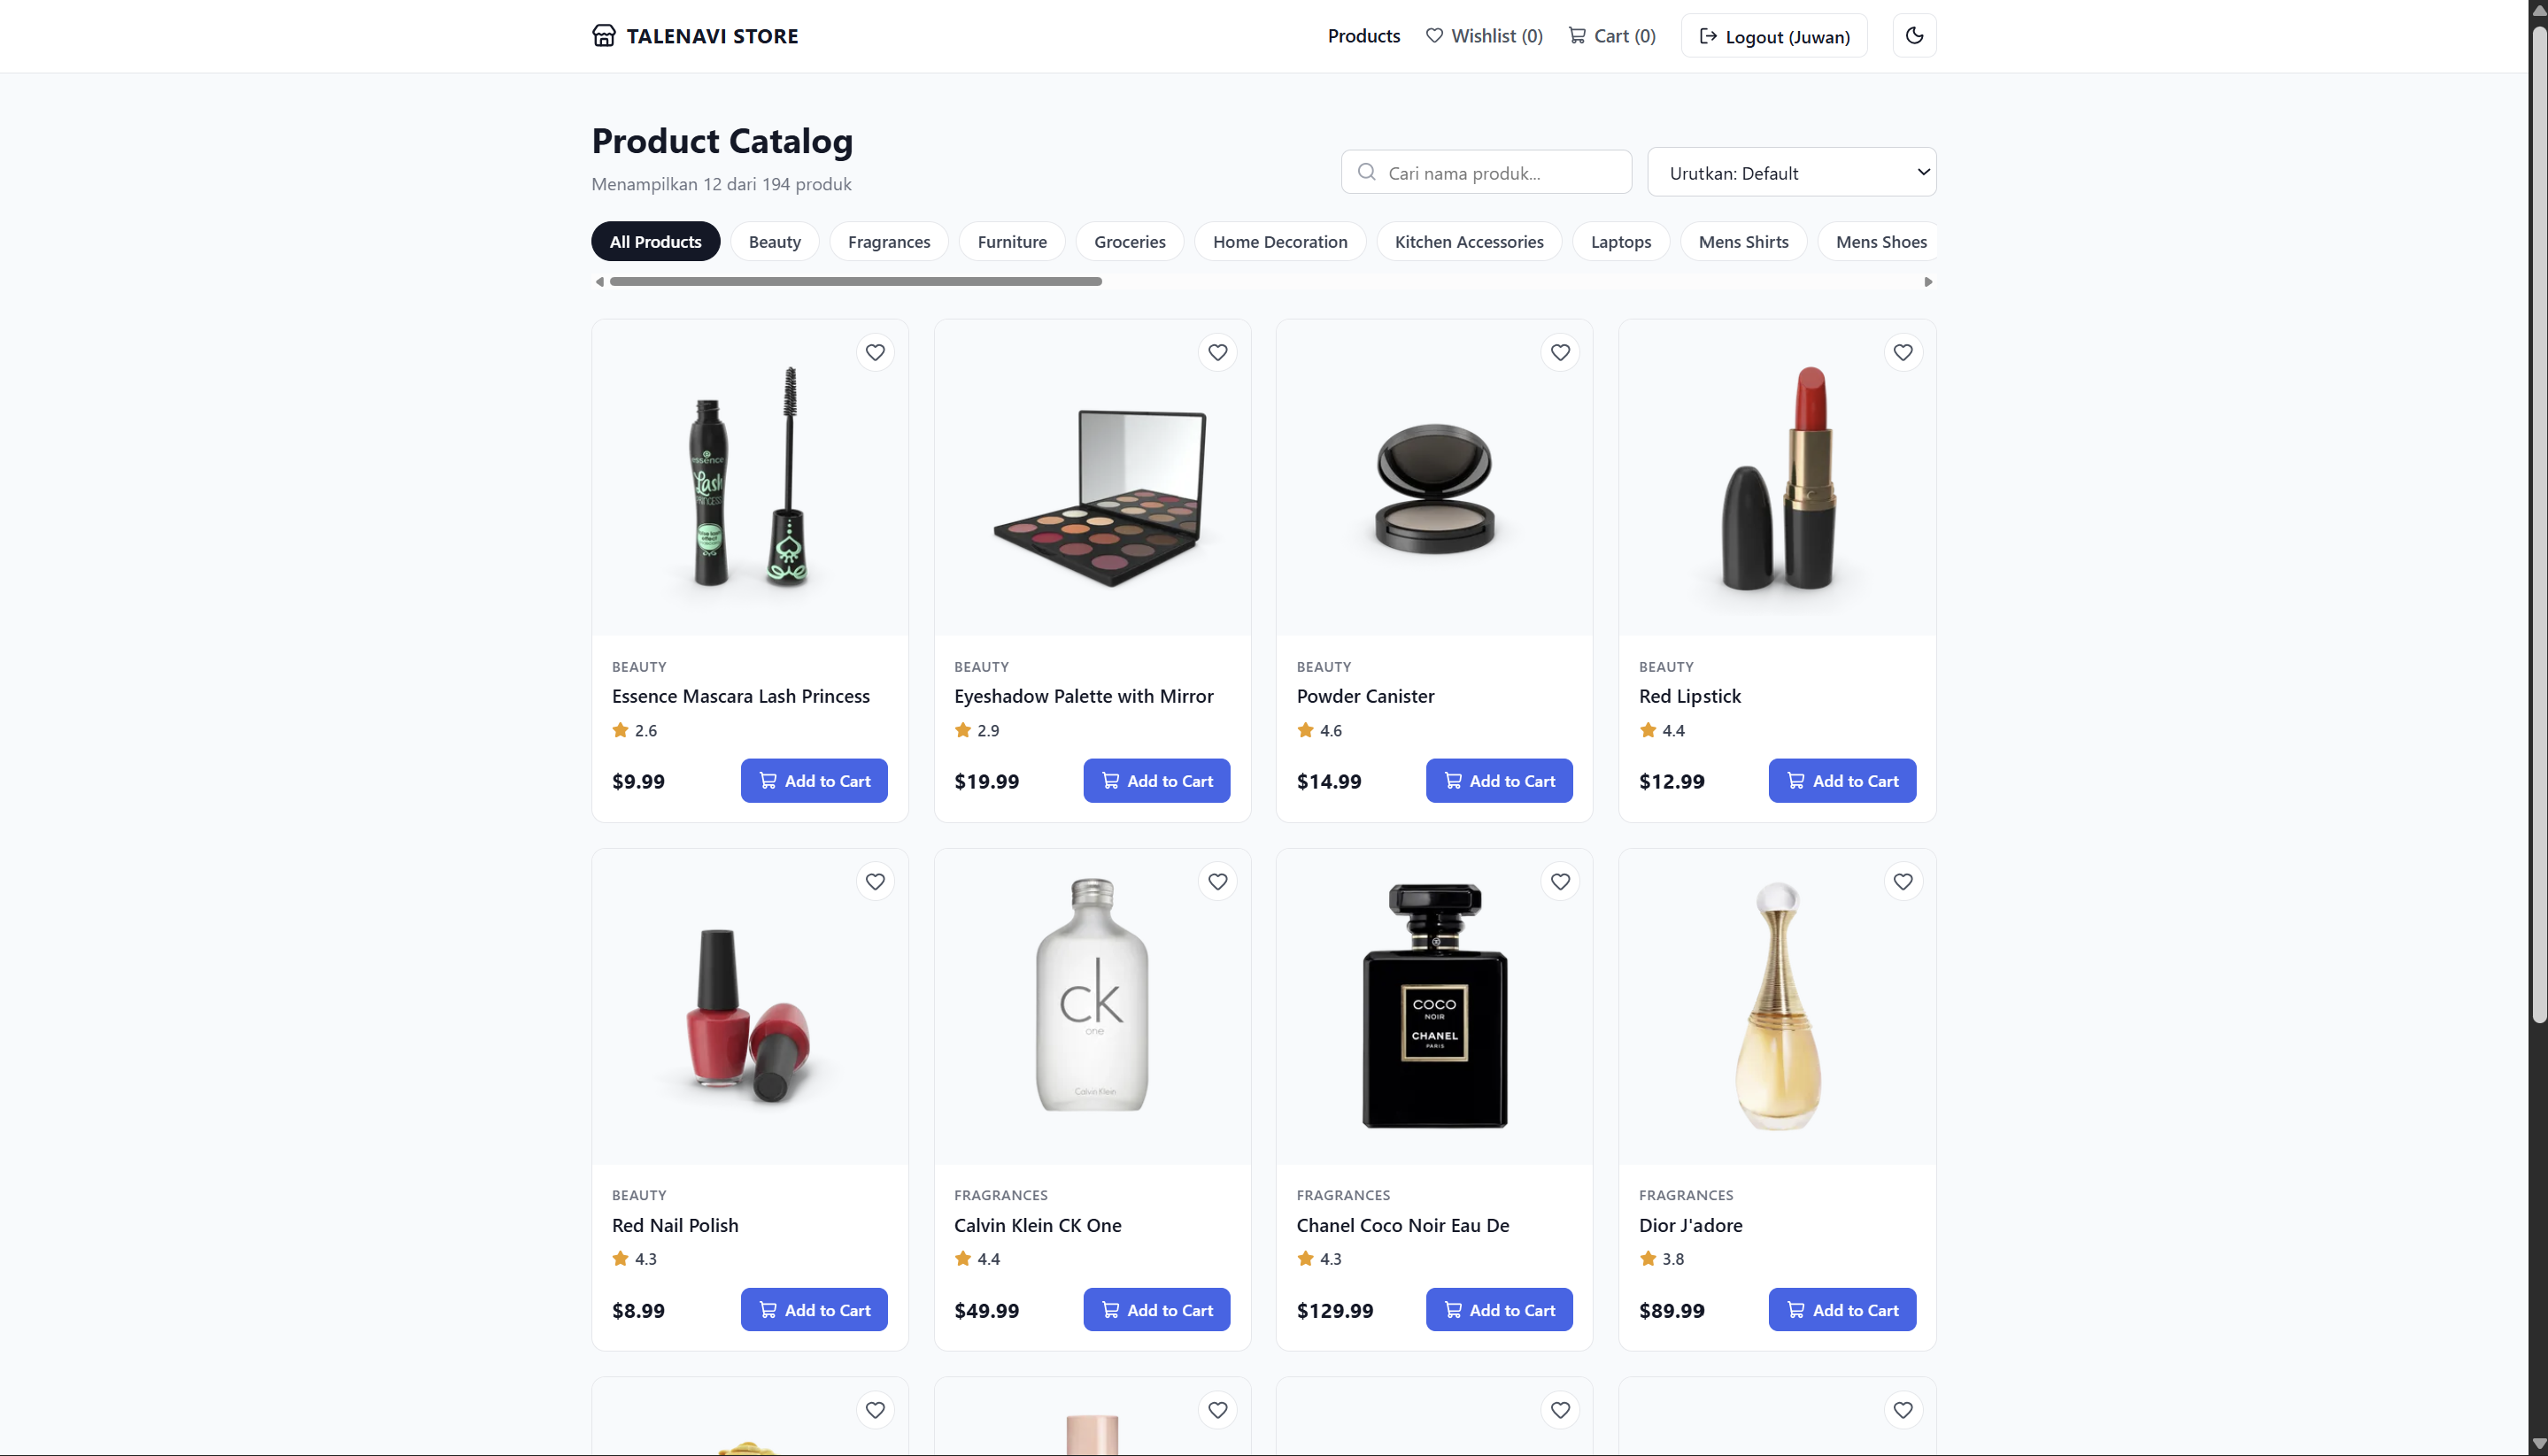 TALENAVI STORE
Products
Wishlist (0)
Cart (0)
Logout (Juwan)
Product Catalog
Menampilkan 12 dari 194 produk
Cari nama produk...
Urutkan: Default
All Products
Beauty
Fragrances
Furniture
Groceries
Home Decoration
Kitchen Accessories
Laptops
Mens Shirts
Mens Shoes
essence
Lash
PRINCESS
BEAUTY
Essence Mascara Lash Princess
2.6
$9.99
Add to Cart
BEAUTY
Eyeshadow Palette with Mirror
2.9
$19.99
Add to Cart
BEAUTY
Powder Canister
4.6
$14.99
Add to Cart
BEAUTY
Red Lipstick
4.4
$12.99
Add to Cart
BEAUTY
Red Nail Polish
4.3
$8.99
Add to Cart
ck
one
Calvin Klein
FRAGRANCES
Calvin Klein CK One
4.4
$49.99
Add to Cart
COCO
NOIR
CHANEL
PARIS
FRAGRANCES
Chanel Coco Noir Eau De
4.3
$129.99
Add to Cart
FRAGRANCES
Dior J'adore
3.8
$89.99
Add to Cart